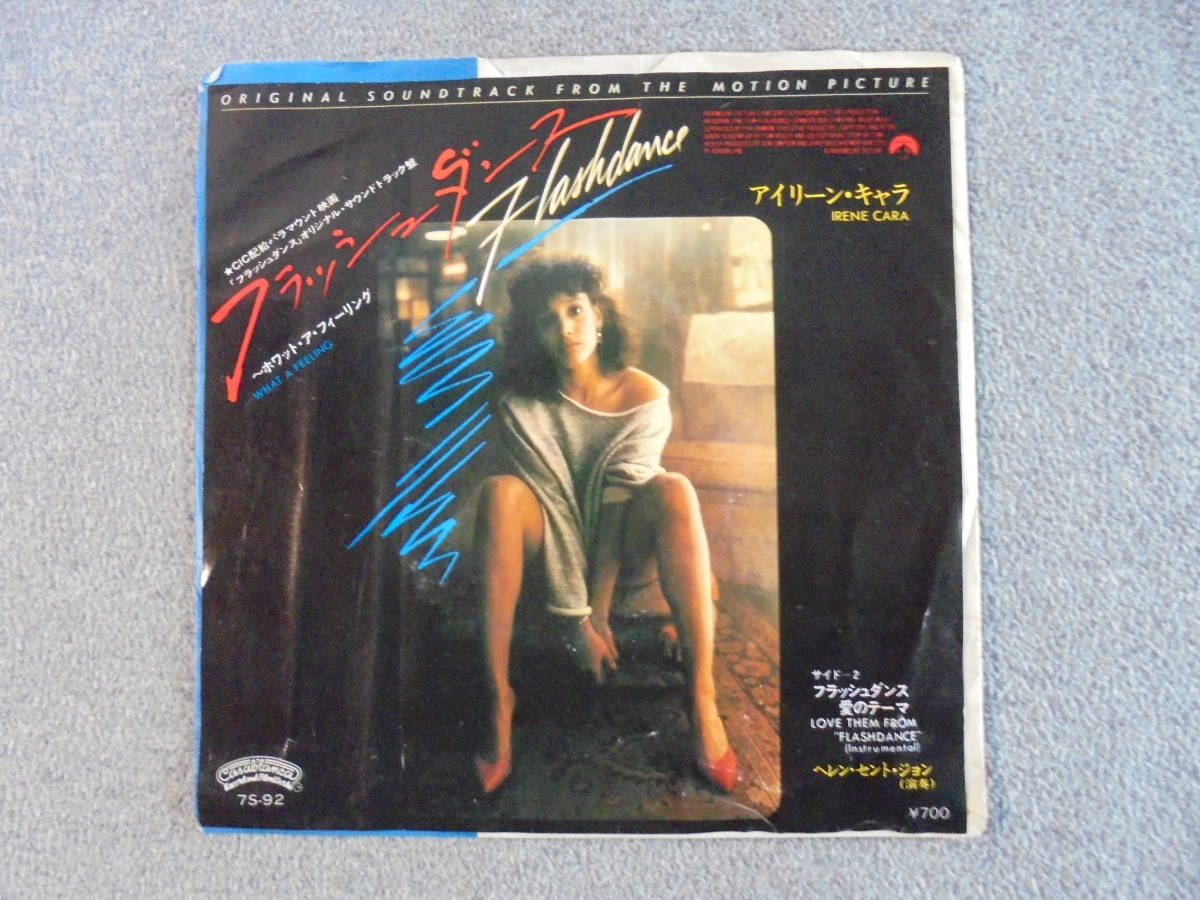 ORIGINAL SOUNDTRACK FROM THE MOTION PICTURE
★CIC配給パラマウント映画
「フラッシュダンス」オリジナル・サウンドトラック盤
フラッシュダンス
Flashdance
〜ホワット・ア・フィーリング
WHAT A FEELING
アイリーン・キャラ
IRENE CARA
サイド−2
フラッシュダンス
愛のテーマ
LOVE THEM FROM
"FLASHDANCE"
(Instrumental)
ヘレン・セント・ジョン
(演奏)
Casablanca
Record and FilmWorks
7S-92
¥700